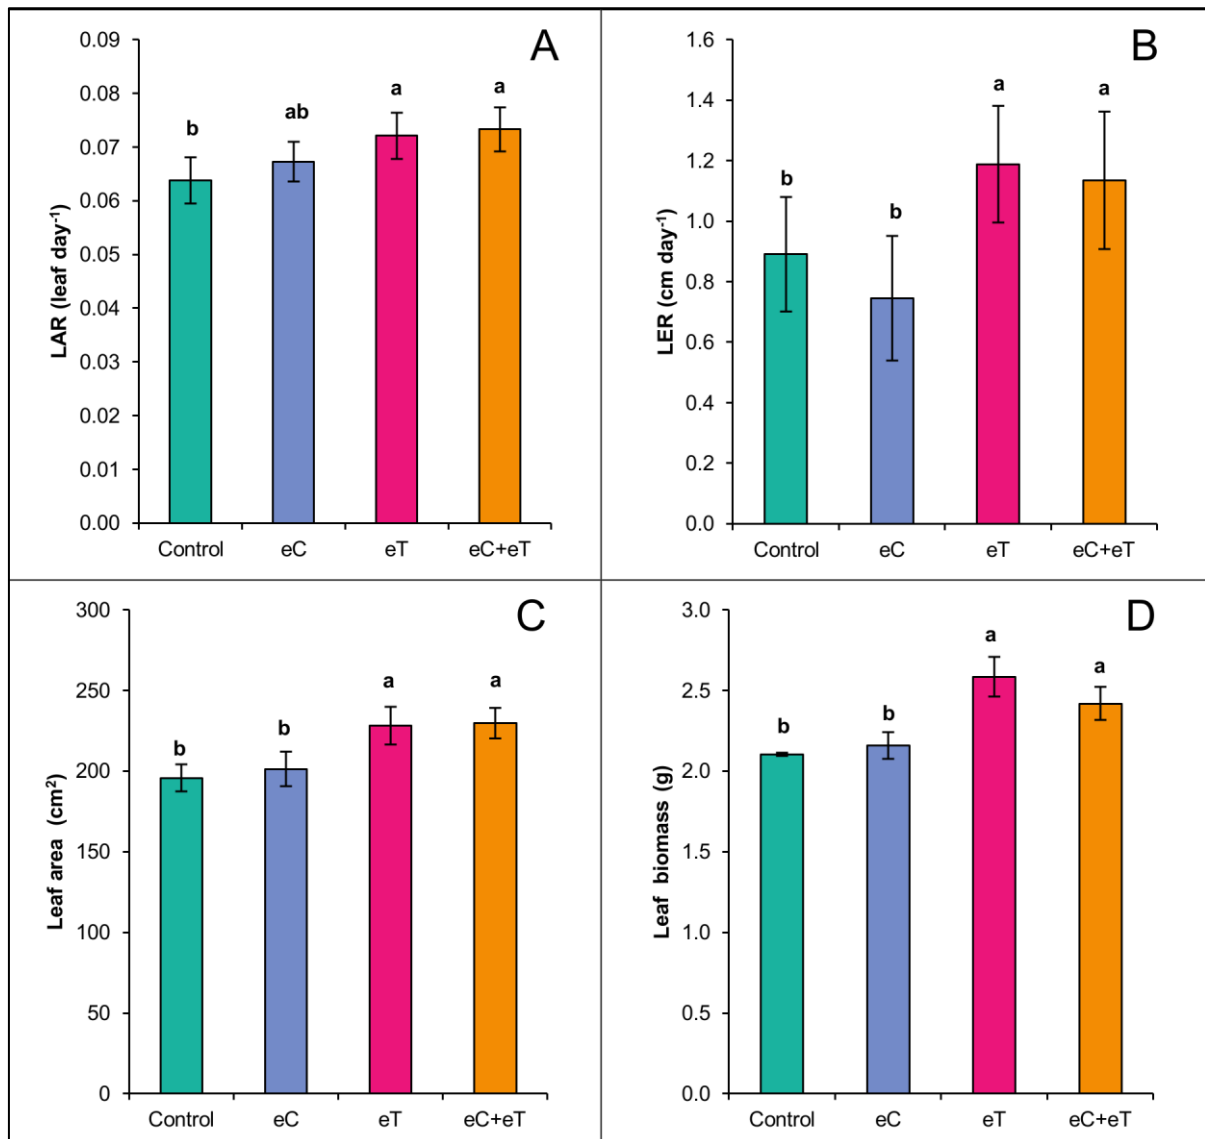 A
LAR (leaf day⁻¹)
0.09
0.08
0.07
0.06
0.05
0.04
0.03
0.02
0.01
0.00
b
ab
a
a
Control eC eT eC+eT
B
LER (cm day⁻¹)
1.6
1.4
1.2
1.0
0.8
0.6
0.4
0.2
0.0
b
b
a
a
Control eC eT eC+eT
C
Leaf area (cm²)
300
250
200
150
100
50
0
b
b
a
a
Control eC eT eC+eT
D
Leaf biomass (g)
3.0
2.5
2.0
1.5
1.0
0.5
0.0
b
b
a
a
Control eC eT eC+eT